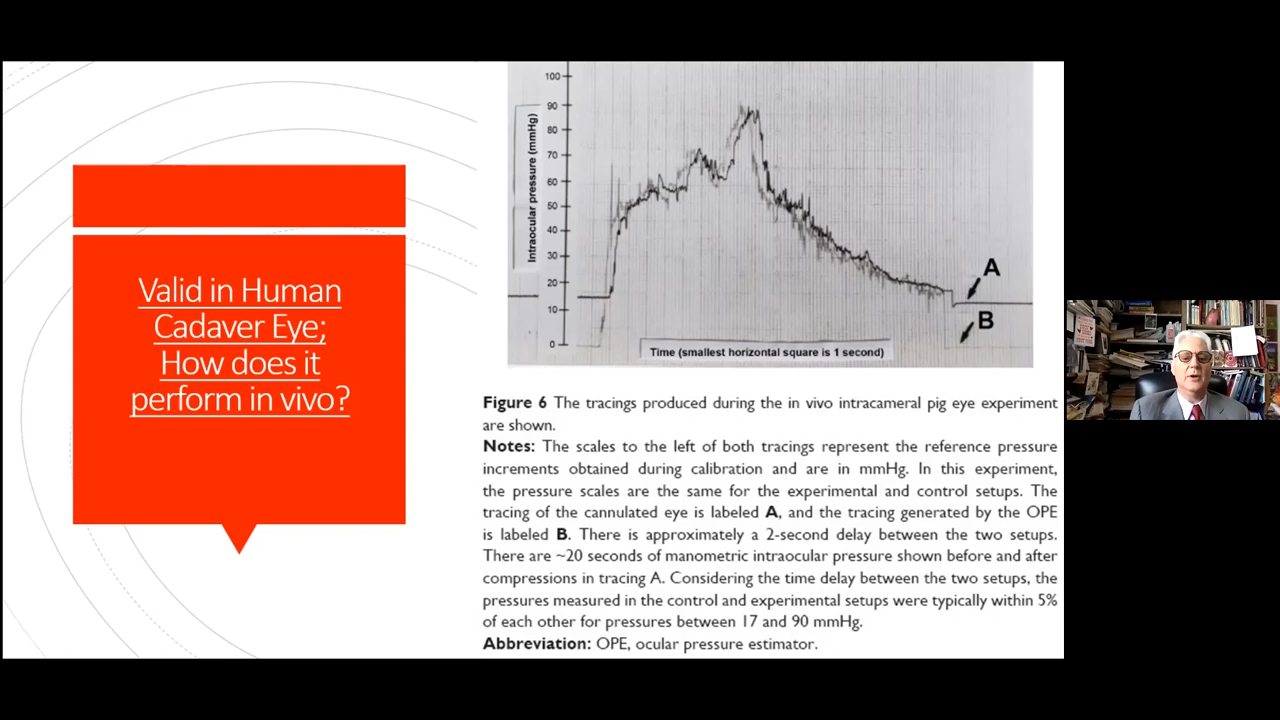 Valid in Human
Cadaver Eye;
How does it
perform in vivo?
100
90
80
70
60
50
40
30
20
10
0
Intraocular pressure (mmHg)
A
B
Time (smallest horizontal square is 1 second)
Figure 6 The tracings produced during the in vivo intracameral pig eye experiment
are shown.
Notes: The scales to the left of both tracings represent the reference pressure
increments obtained during calibration and are in mmHg. In this experiment,
the pressure scales are the same for the experimental and control setups. The
tracing of the cannulated eye is labeled A, and the tracing generated by the OPE
is labeled B. There is approximately a 2-second delay between the two setups.
There are ~20 seconds of manometric intraocular pressure shown before and after
compressions in tracing A. Considering the time delay between the two setups, the
pressures measured in the control and experimental setups were typically within 5%
of each other for pressures between 17 and 90 mmHg.
Abbreviation: OPE, ocular pressure estimator.